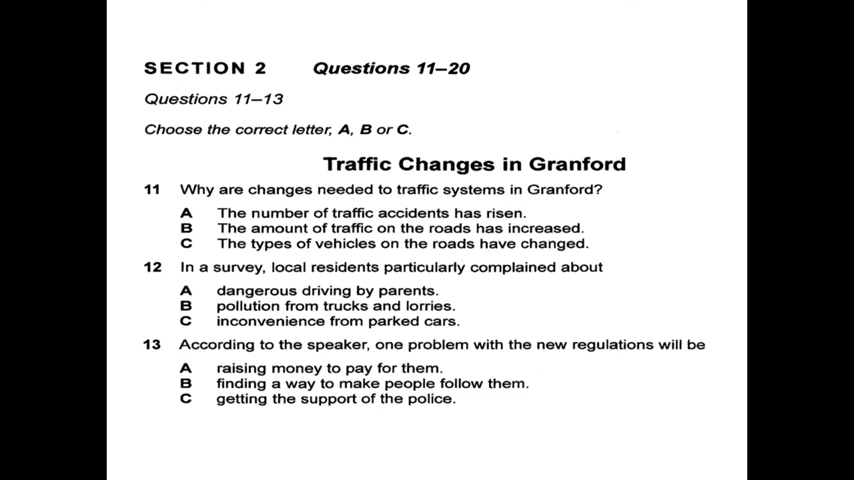 SECTION 2 Questions 11–20
Questions 11–13
Choose the correct letter, A, B or C.
Traffic Changes in Granford
11 Why are changes needed to traffic systems in Granford?
A The number of traffic accidents has risen.
B The amount of traffic on the roads has increased.
C The types of vehicles on the roads have changed.
12 In a survey, local residents particularly complained about
A dangerous driving by parents.
B pollution from trucks and lorries.
C inconvenience from parked cars.
13 According to the speaker, one problem with the new regulations will be
A raising money to pay for them.
B finding a way to make people follow them.
C getting the support of the police.